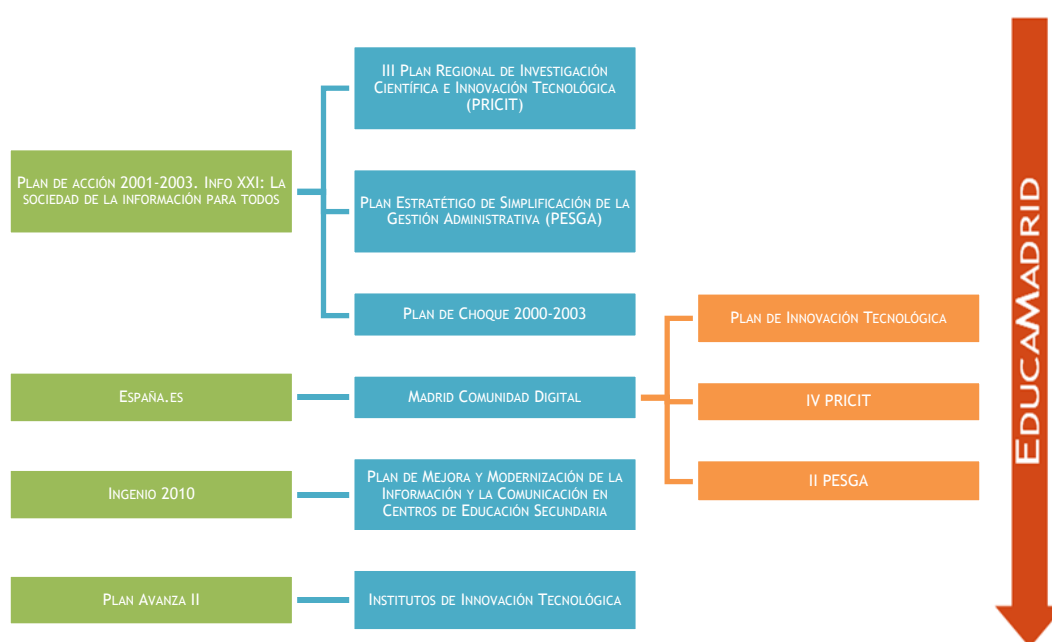 III Plan Regional de Investigación
Científica e Innovación Tecnológica
(PRICIT)
Plan de acción 2001-2003. Info XXI: La
sociedad de la información para todos
Plan Estratétigo de Simplificación de la
Gestión Administrativa (PESGA)
Plan de Choque 2000-2003
Plan de Innovación Tecnológica
España.es
Madrid Comunidad Digital
IV PRICIT
Ingenio 2010
Plan de Mejora y Modernización de la
Información y la Comunicación en
Centros de Educación Secundaria
II PESGA
Plan Avanza II
Institutos de Innovación Tecnológica
EducaMadrid